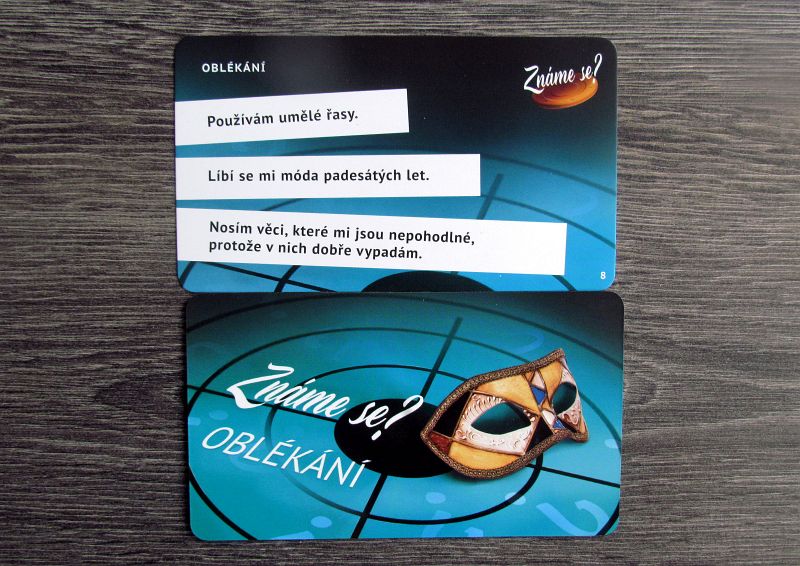 OBLÉKÁNÍ
Známe se?
Používám umělé řasy.
Líbí se mi móda padesátých let.
Nosím věci, které mi jsou nepohodlné,
protože v nich dobře vypadám.
8
Známe se?
OBLÉKÁNÍ